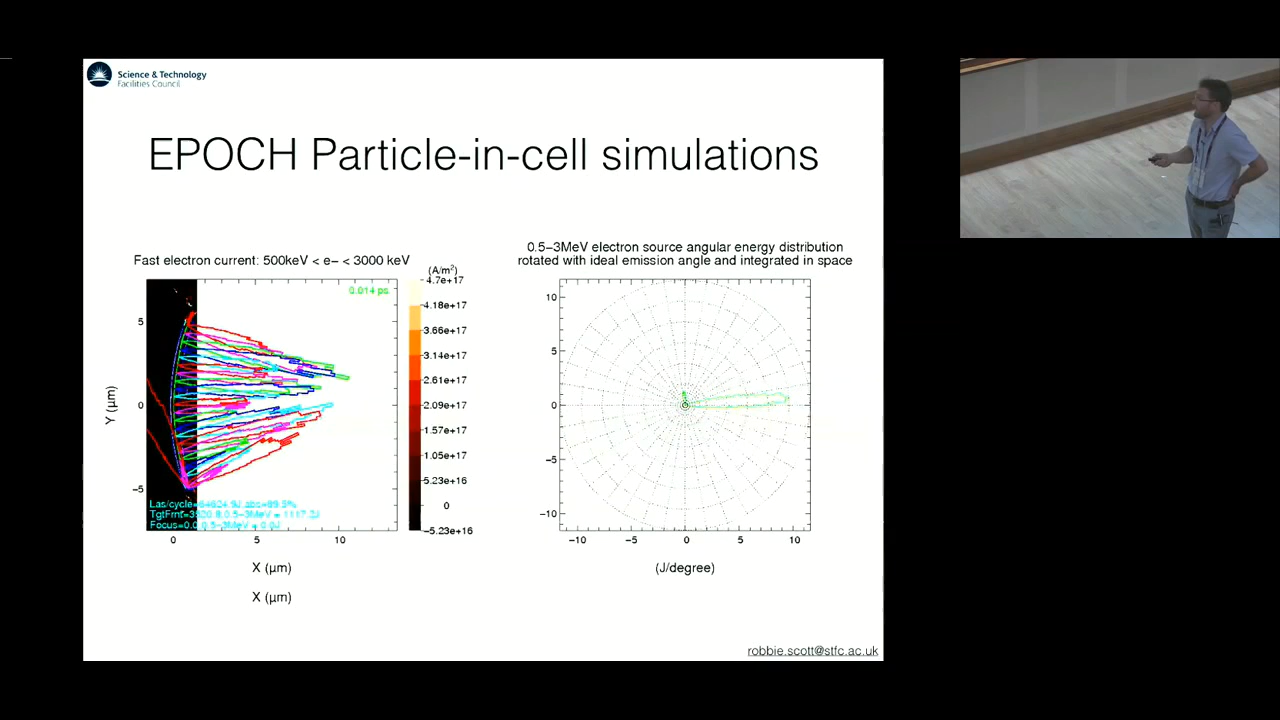 Science & Technology
Facilities Council
EPOCH Particle-in-cell simulations
Fast electron current: 500keV < e− < 3000 keV
(A/m²)
0.014 ps
4.7e+17
4.18e+17
3.66e+17
3.14e+17
2.61e+17
2.09e+17
1.57e+17
1.05e+17
5.23e+16
0
−5.23e+16
5
0
−5
Y (µm)
0
5
10
X (µm)
X (µm)
0.5−3MeV electron source angular energy distribution
rotated with ideal emission angle and integrated in space
10
5
0
−5
−10
−10
−5
0
5
10
(J/degree)
robbie.scott@stfc.ac.uk